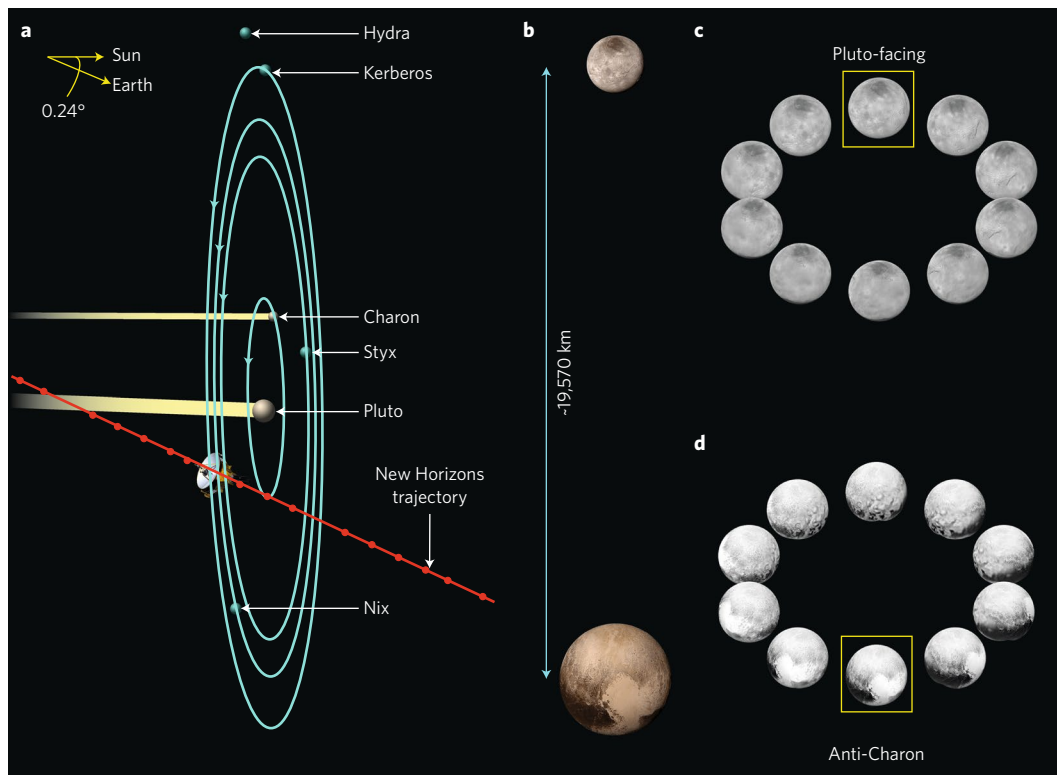 a
Sun
Earth
0.24°
Hydra
Kerberos
Charon
Styx
Pluto
New Horizons
trajectory
Nix
b
~19,570 km
c
Pluto-facing
d
Anti-Charon